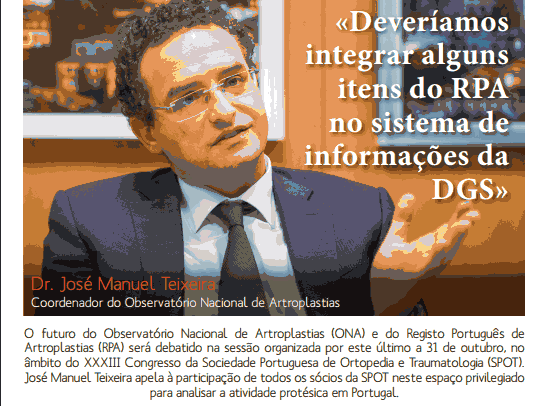 «Deveríamos
integrar alguns
itens do RPA
no sistema de
informações da
DGS»
Dr. José Manuel Teixeira
Coordenador do Observatório Nacional de Artroplastias
O futuro do Observatório Nacional de Artroplastias (ONA) e do Registo Português de
Artroplastias (RPA) será debatido na sessão organizada por este último a 31 de outubro, no
âmbito do XXXIII Congresso da Sociedade Portuguesa de Ortopedia e Traumatologia (SPOT).
José Manuel Teixeira apela à participação de todos os sócios da SPOT neste espaço privilegiado
para analisar a atividade protésica em Portugal.